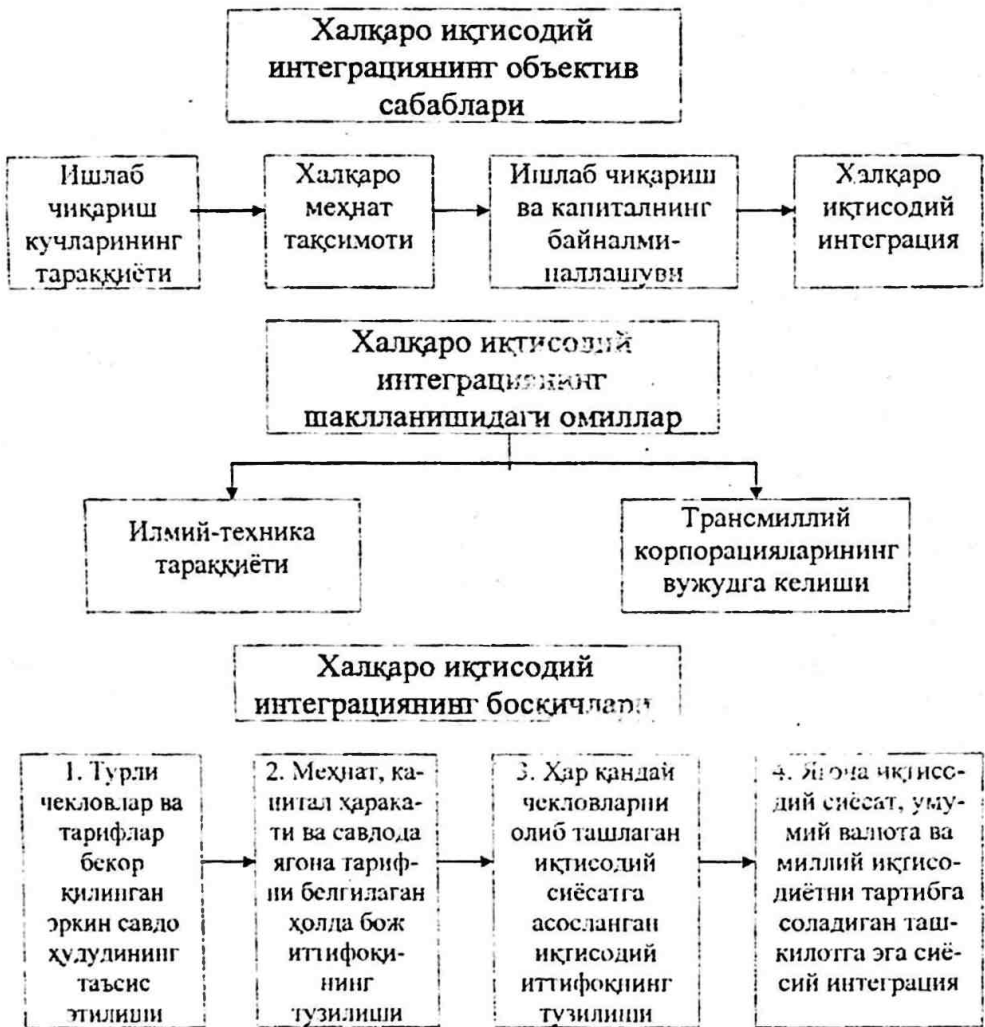 Халқаро иқтисодий
интеграциянинг объектив
сабаблари
Ишлаб
чиқариш
кучларининг
тараққиёти
Халқаро
меҳнат
тақсимоти
Ишлаб чиқариш
ва капиталнинг
байналми-
наллашуви
Халқаро
иқтисодий
интеграция
Халқаро иқтисодий
интеграциянинг
шаклланишидаги омиллар
Илмий-техника
тараққиёти
Трансмиллий
корпорацияларининг
вужудга келиши
Халқаро иқтисодий
интеграциянинг босқичлари
1. Турли
чекловлар ва
тарифлар
бекор
қилинган
эркин савдо
ҳудудининг
таъсис
этилиши
2. Меҳнат, ка-
питал ҳарака-
ти ва савдода
ягона тариф-
ни белгилаган
ҳолда бож
иттифоқи-
нинг
тузилиши
3. Ҳар қандай
чекловларни
олиб ташлаган
иқтисодий
сиёсатга
асосланган
иқтисодий
иттифоқнинг
тузилиши
4. Ягона иқтисо-
дий сиёсат, уму-
мий валюта ва
миллий иқтисо-
диётни тартибга
соладиган таш-
килотга эга сиё-
сий интеграция